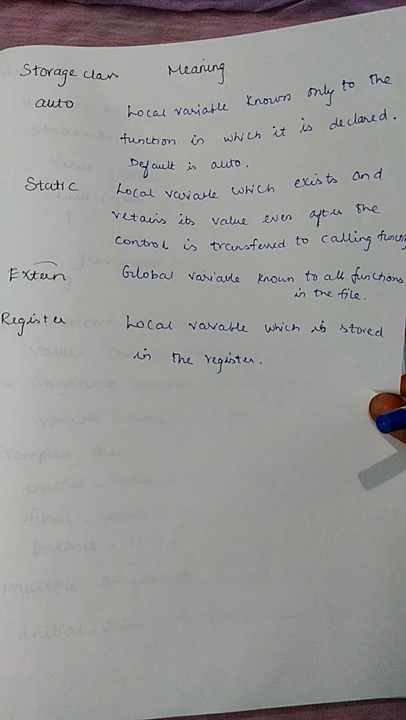 Storage class Meaning
auto Local variable known only to the
function in which it is declared.
Default is auto.
Static Local variable which exists and
retains its value even after the
control is transferred to calling
Extern Global variable known to all functions
in the file.
Register Local variable which is stored
in the register.